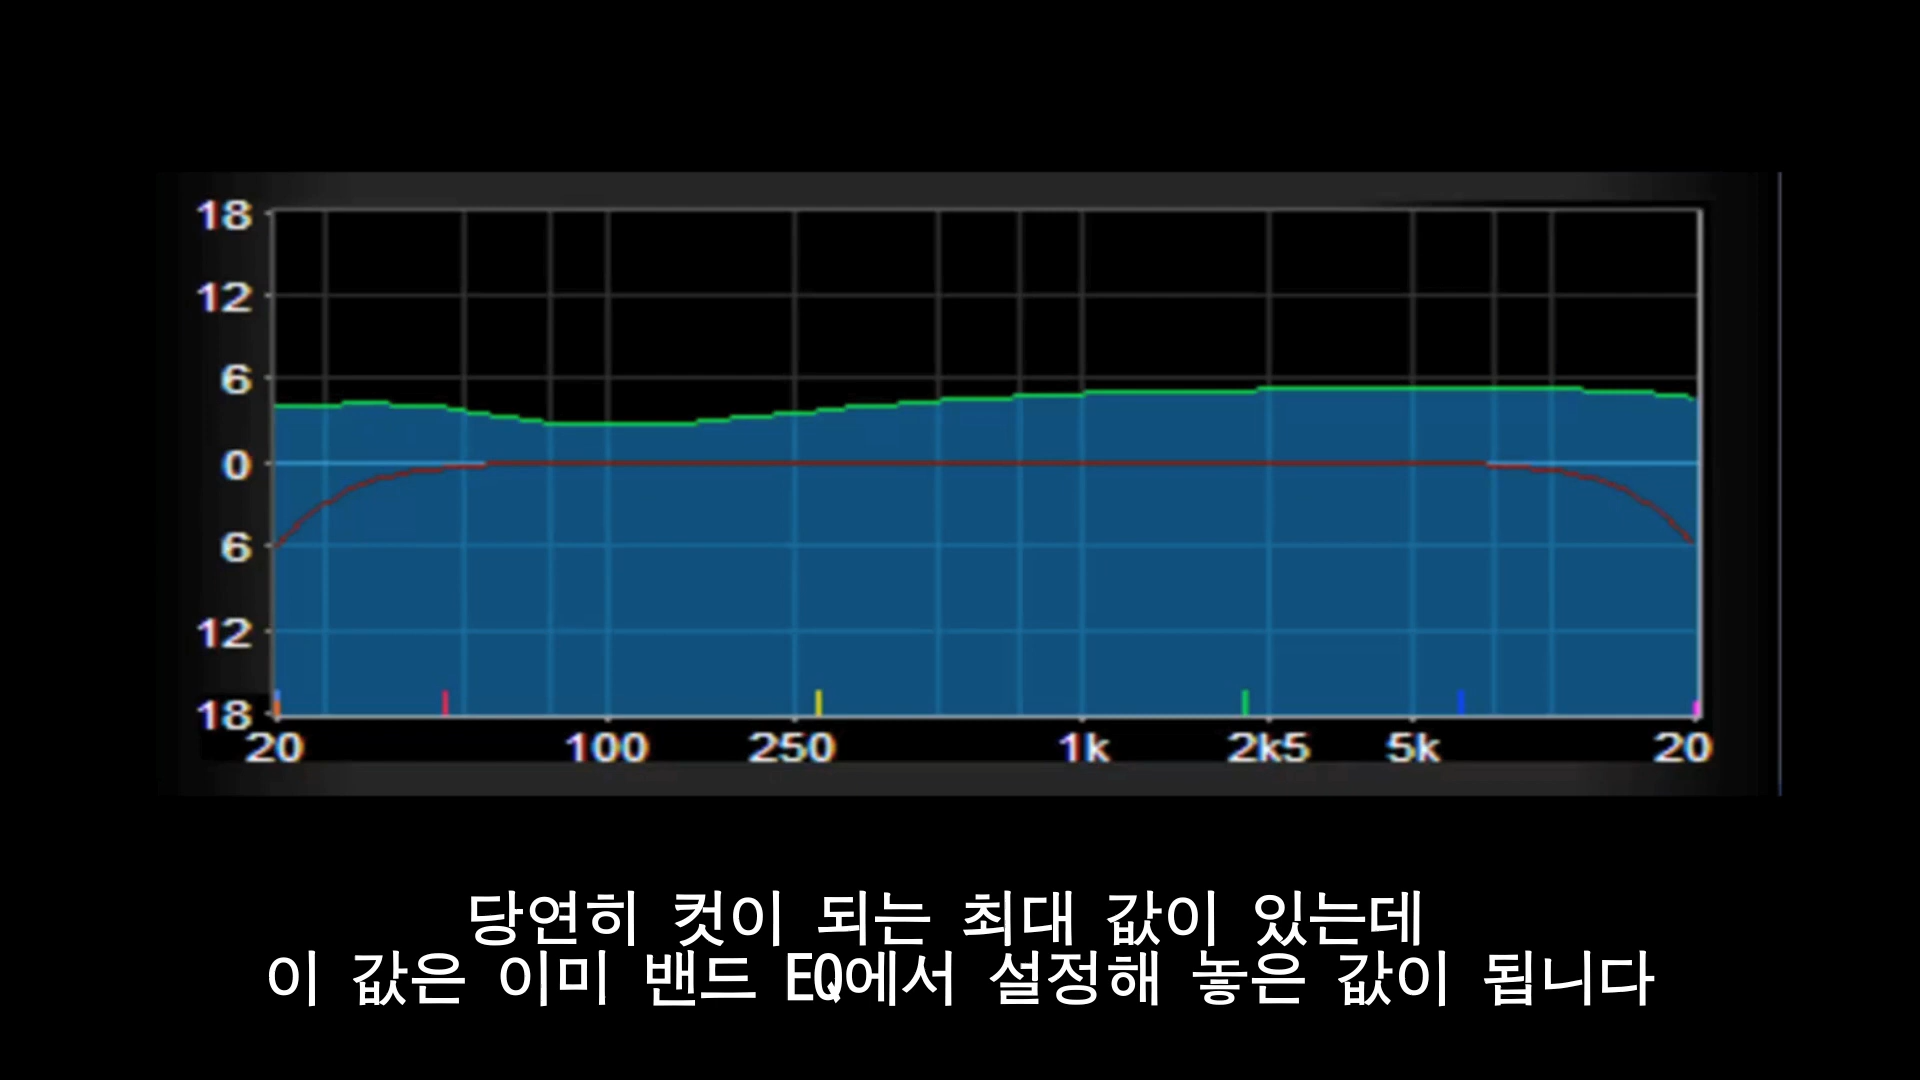 18
12
6
0
6
12
18
20 100 250 1k 2k5 5k 20
당연히 컷이 되는 최대 값이 있는데
이 값은 이미 밴드 EQ에서 설정해 놓은 값이 됩니다